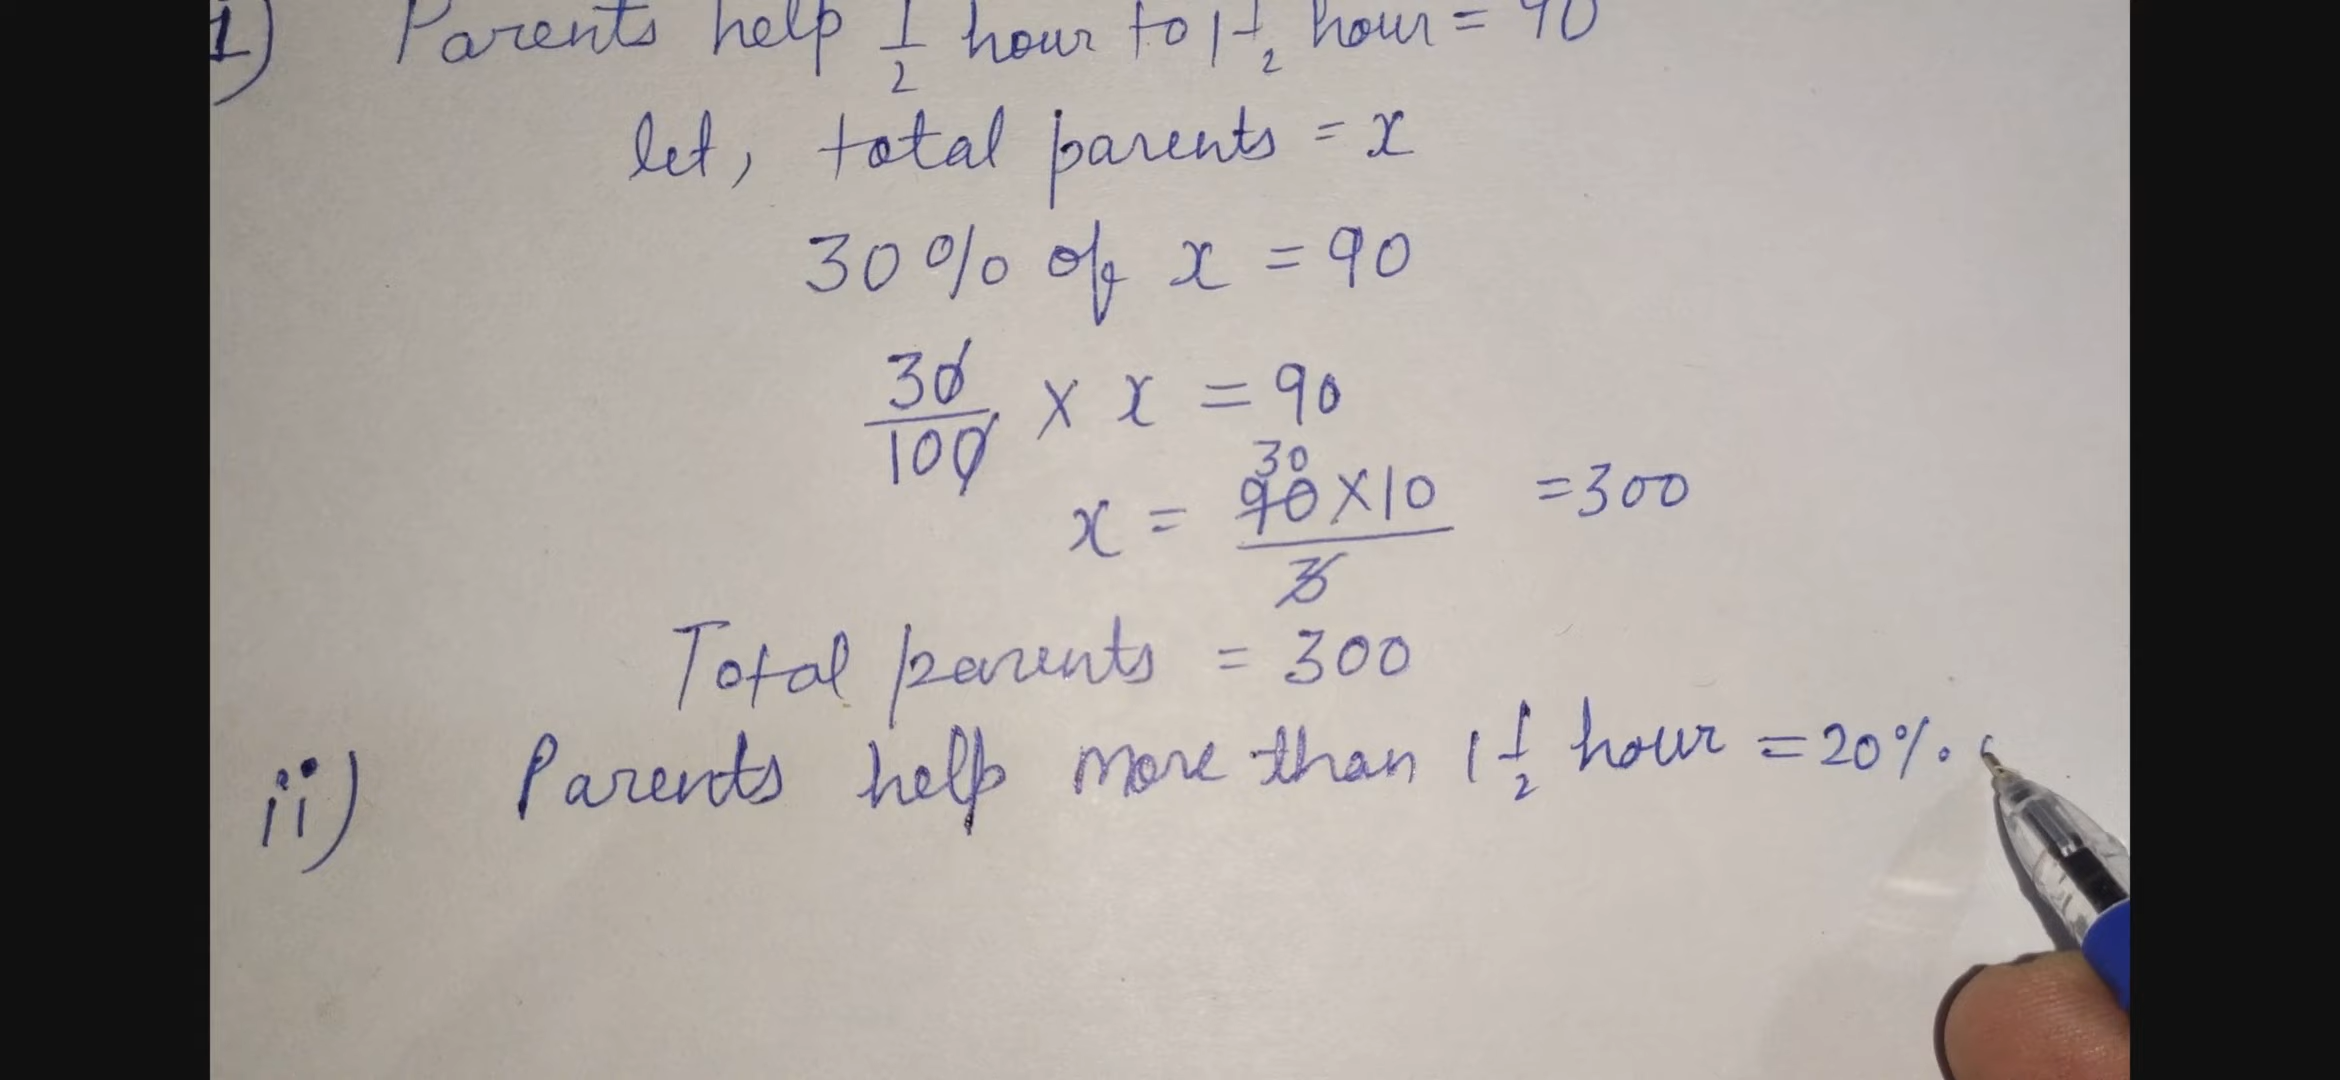 i) Parents help 1/2 hour to 1 1/2 hour = 90
let, total parents = x
30% of x = 90
30/100 × x = 90
x = 90 × 10 / 3 = 300
30
Total parents = 300
ii) Parents help more than 1 1/2 hour = 20%